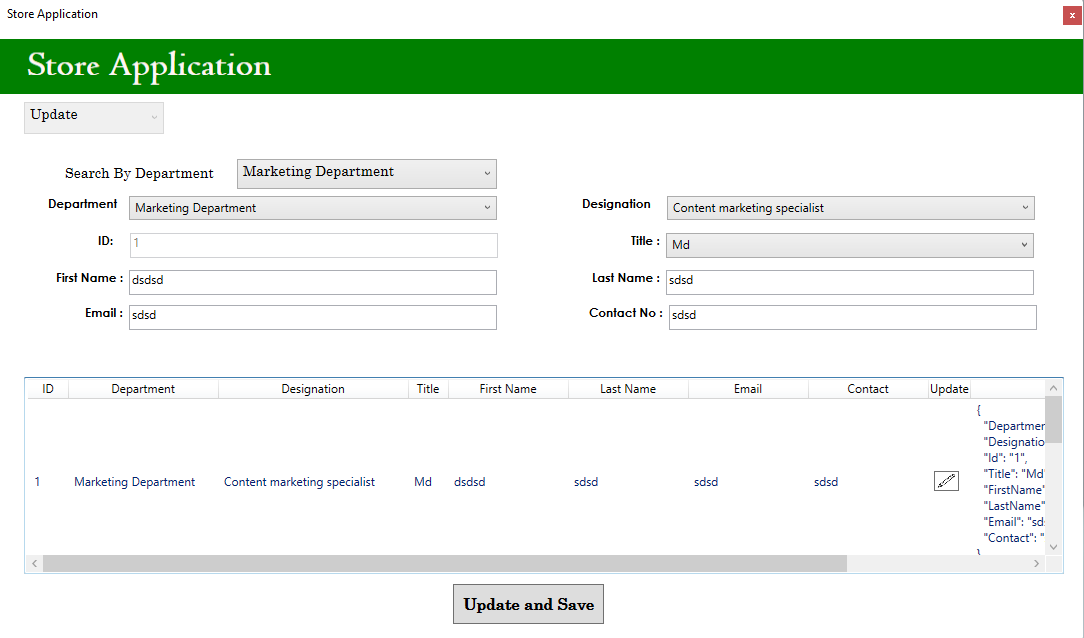 Store Application
x
Store Application
Update
Search By Department Marketing Department
Department Marketing Department Designation Content marketing specialist
ID: 1 Title : Md
First Name : dsdsd Last Name : sdsd
Email : sdsd Contact No : sdsd
ID Department Designation Title First Name Last Name Email Contact Update
1 Marketing Department Content marketing specialist Md dsdsd sdsd sdsd sdsd
{
"Departmen
"Designatio
"Id": "1",
"Title": "Md"
"FirstName"
"LastName"
"Email": "sds
"Contact": "
}
Update and Save